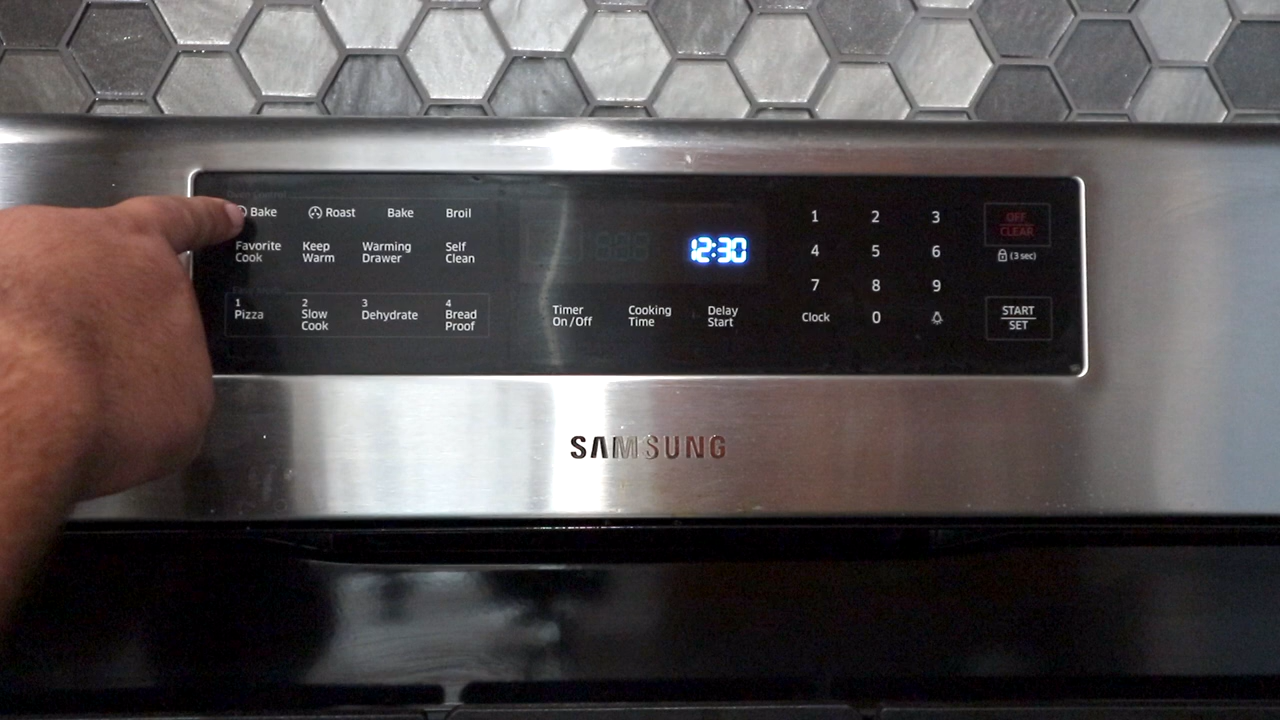 Bake Roast Bake Broil
Favorite Keep Warming Self
Cook Warm Drawer Clean
1 2 3 4
Pizza Slow Dehydrate Bread
Cook Proof
12:30
Timer Cooking Delay
On/Off Time Start
1 2 3
4 5 6
7 8 9
Clock 0
OFF
CLEAR
(3 sec)
START
SET
SAMSUNG